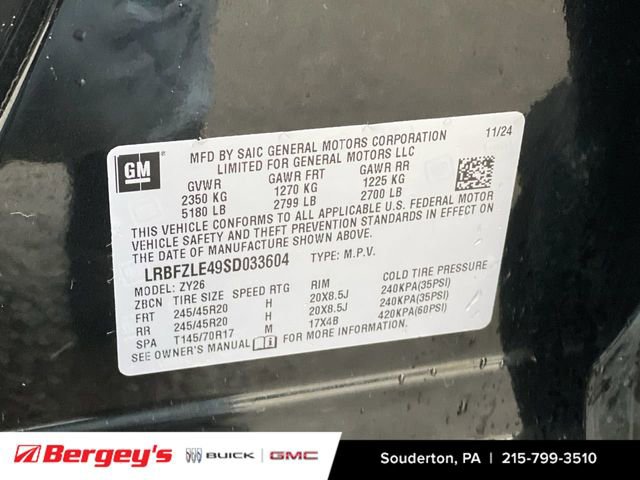 GM
MFD BY SAIC GENERAL MOTORS CORPORATION 11/24
LIMITED FOR GENERAL MOTORS LLC
GVWR GAWR FRT GAWR RR
2350 KG 1270 KG 1225 KG
5180 LB 2799 LB 2700 LB
THIS VEHICLE CONFORMS TO ALL APPLICABLE U.S. FEDERAL MOTOR
VEHICLE SAFETY AND THEFT PREVENTION STANDARDS IN EFFECT ON
THE DATE OF MANUFACTURE SHOWN ABOVE.
LRBFZLE49SD033604 TYPE: M.P.V.
MODEL: ZY26
ZBCN TIRE SIZE SPEED RTG RIM COLD TIRE PRESSURE
FRT 245/45R20 H 20X8.5J 240KPA(35PSI)
RR 245/45R20 H 20X8.5J 240KPA(35PSI)
SPA T145/70R17 M 17X4B 420KPA(60PSI)
SEE OWNER'S MANUAL
Bergey's BUICK GMC Souderton, PA | 215-799-3510